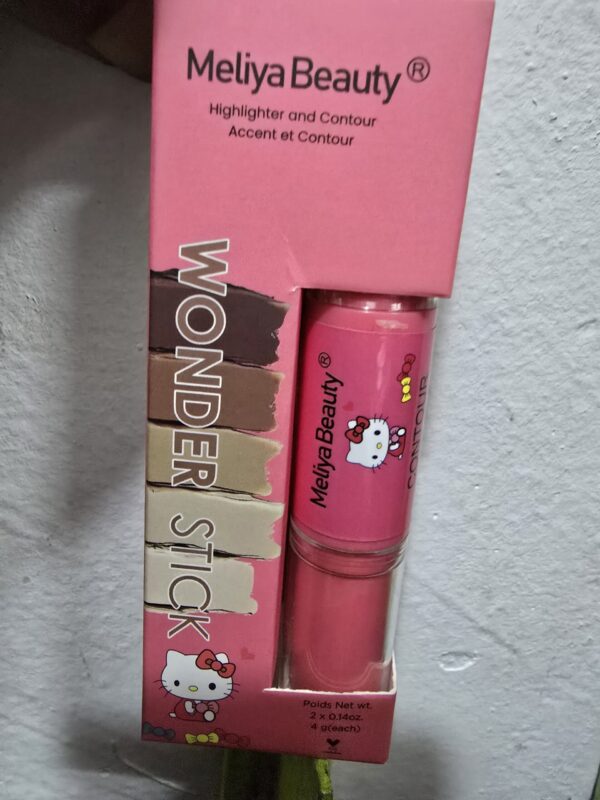 Meliya Beauty®
Highlighter and Contour
Accent et Contour
WONDER STICK
Meliya Beauty®
CONTOUR
Poids Net wt.
2 x 0.14oz.
4 g(each)